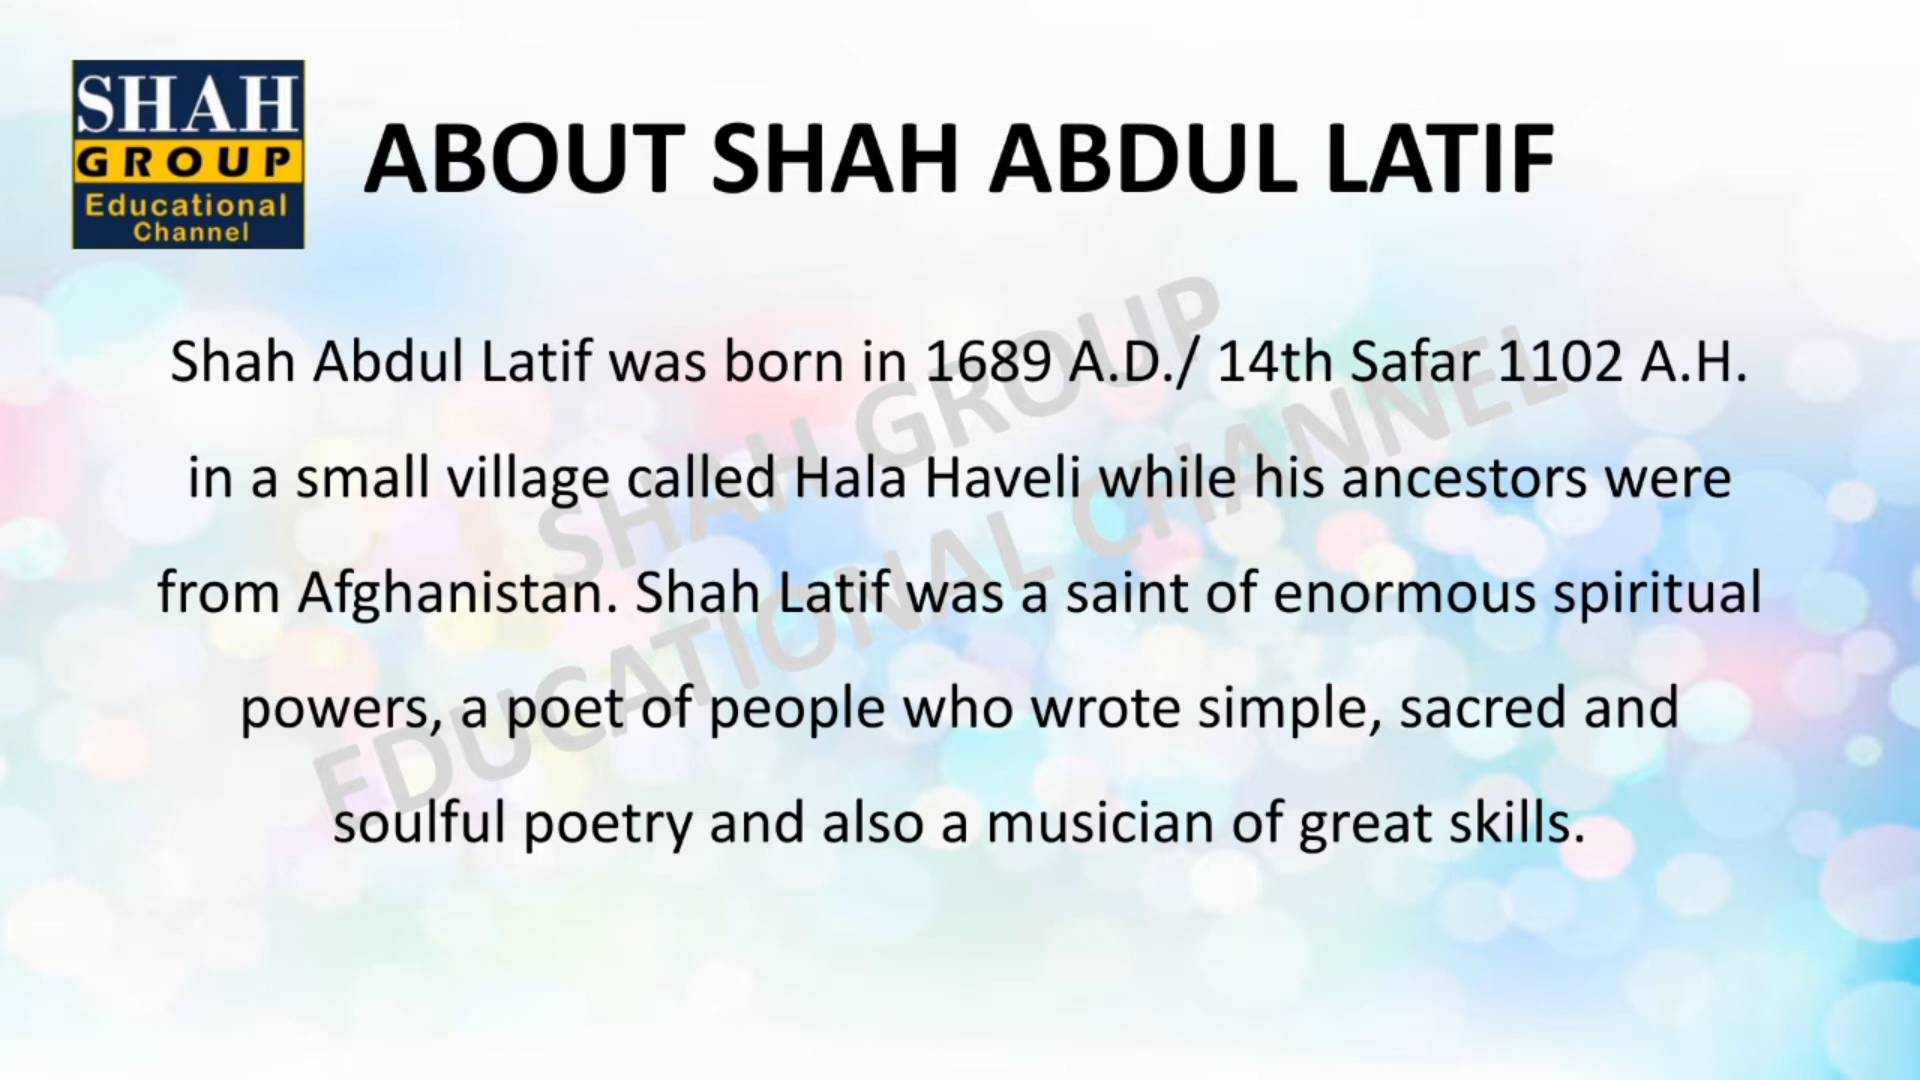 SHAH
GROUP
Educational
Channel
ABOUT SHAH ABDUL LATIF
Shah Abdul Latif was born in 1689 A.D./ 14th Safar 1102 A.H.
in a small village called Hala Haveli while his ancestors were
from Afghanistan. Shah Latif was a saint of enormous spiritual
powers, a poet of people who wrote simple, sacred and
soulful poetry and also a musician of great skills.
SHAH GROUP
EDUCATIONAL CHANNEL